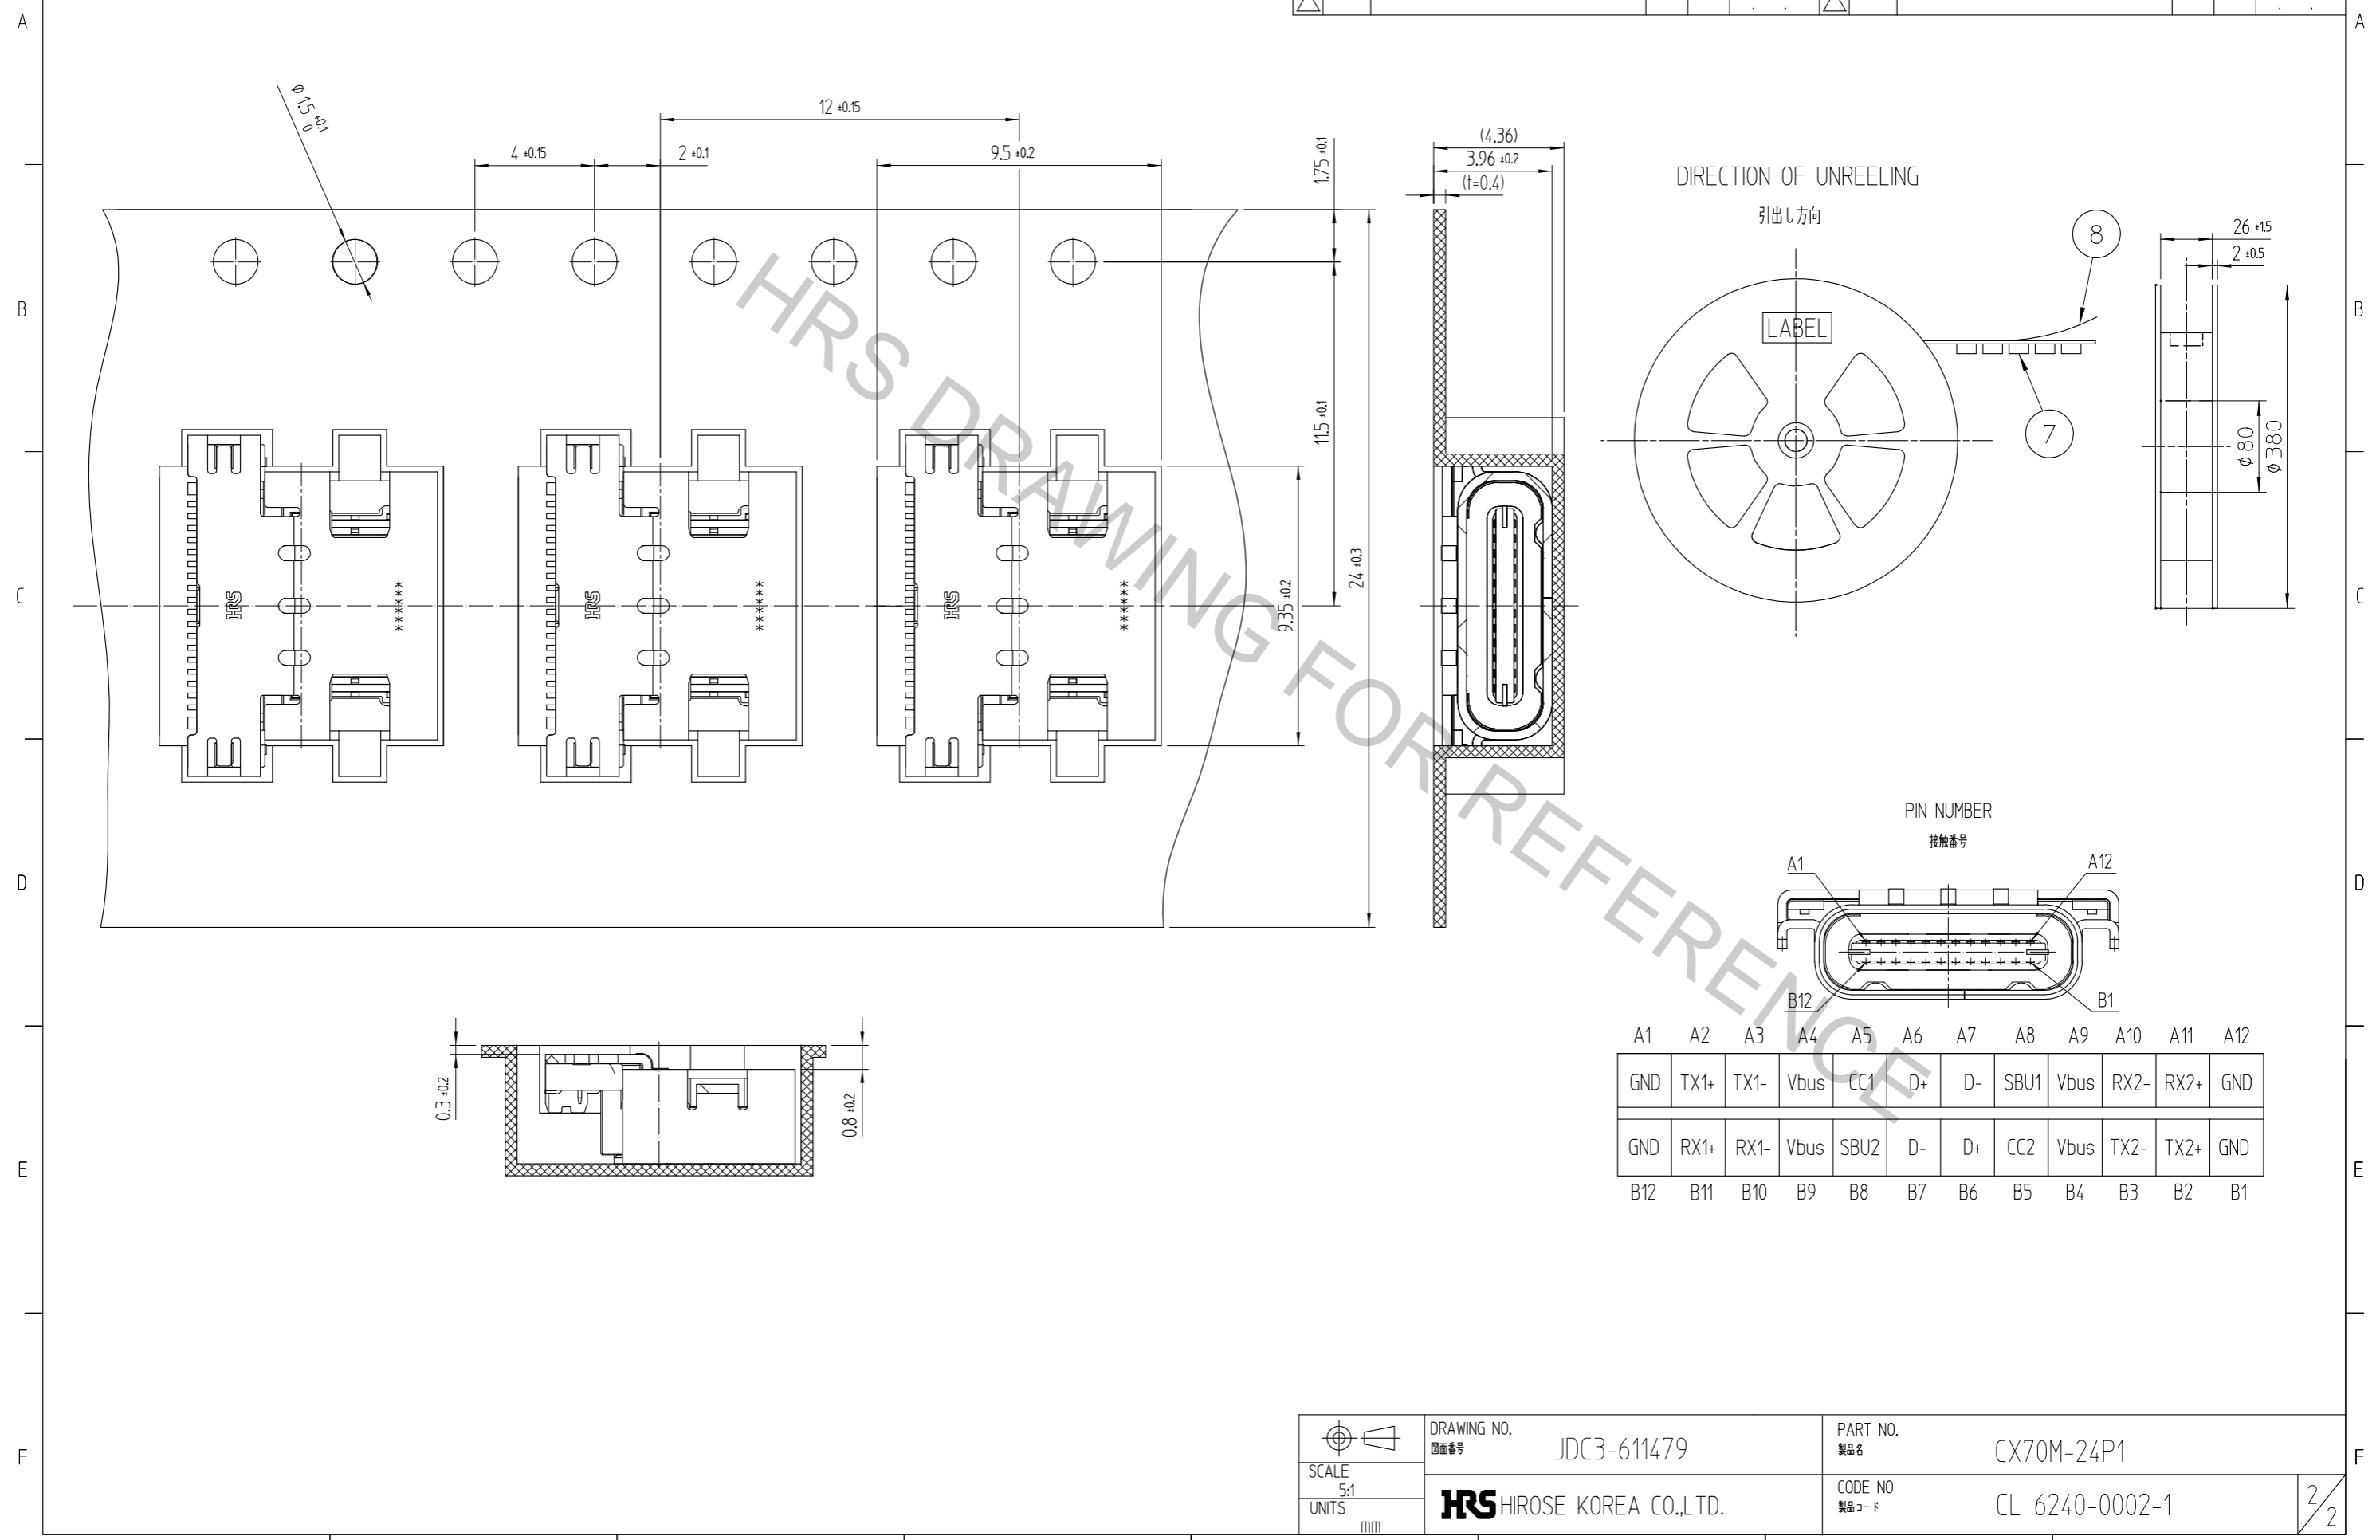 A
A
B
B
C
C
D
D
E
E
F
F
φ 1.5 +0.1 0
12 ±0.15
4 ±0.15
2 ±0.1
9.5 ±0.2
1.75 ±0.1
11.5 ±0.1
24 ±0.3
9.35 ±0.2
HRS
HRS
HRS
******
******
******
(4.36)
3.96 ±0.2
(t=0.4)
DIRECTION OF UNREELING
引出し方向
LABEL
8
7
26 ±1.5
2 ±0.5
φ 80
φ 380
HRS DRAWING FOR REFERENCE
0.3 ±0.2
0.8 ±0.2
PIN NUMBER
接触番号
A1 A12
B12 B1
A1 A2 A3 A4 A5 A6 A7 A8 A9 A10 A11 A12
GND TX1+ TX1- Vbus CC1 D+ D- SBU1 Vbus RX2- RX2+ GND
GND RX1+ RX1- Vbus SBU2 D- D+ CC2 Vbus TX2- TX2+ GND
B12 B11 B10 B9 B8 B7 B6 B5 B4 B3 B2 B1
SCALE
5:1
UNITS
mm
DRAWING NO.
図面番号
JDC3-611479
PART NO.
製品名
CX70M-24P1
HRS HIROSE KOREA CO.,LTD.
CODE NO
製品コード
CL 6240-0002-1
2/2